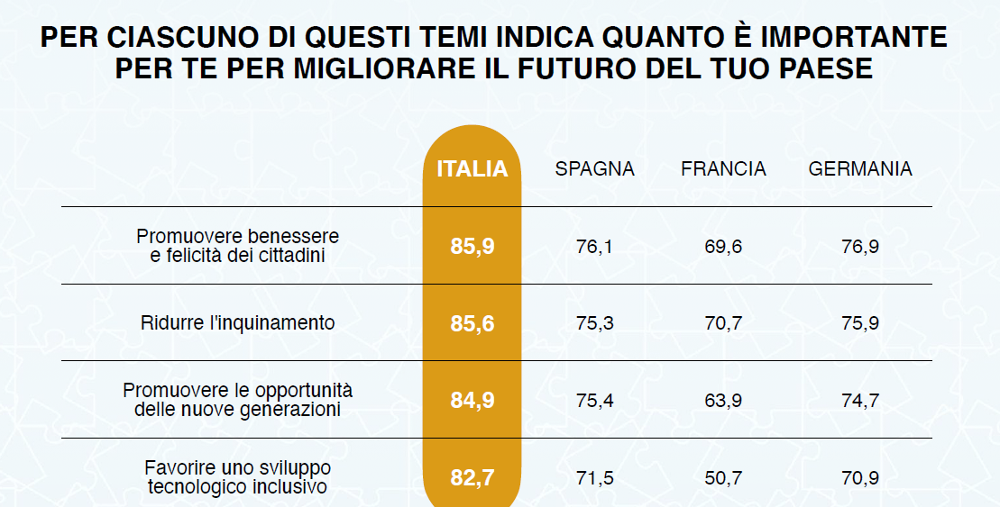 PER CIASCUNO DI QUESTI TEMI INDICA QUANTO È IMPORTANTE
PER TE PER MIGLIORARE IL FUTURO DEL TUO PAESE
ITALIA SPAGNA FRANCIA GERMANIA
Promuovere benessere
e felicità dei cittadini
85,9 76,1 69,6 76,9
Ridurre l'inquinamento 85,6 75,3 70,7 75,9
Promuovere le opportunità
delle nuove generazioni
84,9 75,4 63,9 74,7
Favorire uno sviluppo
tecnologico inclusivo
82,7 71,5 50,7 70,9